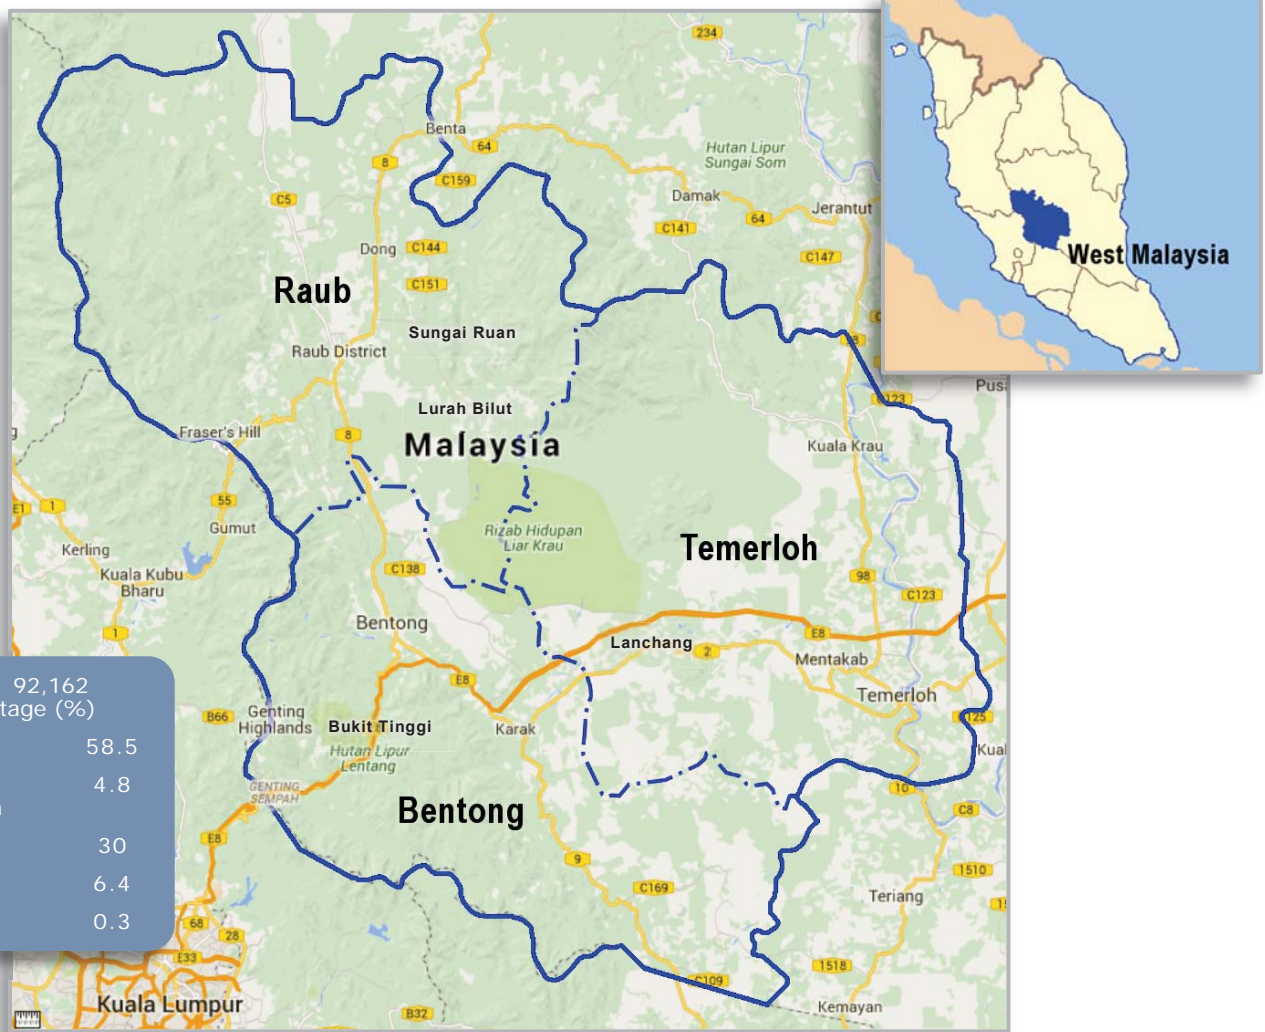 234
Benta
64
8
C159
Hutan Lipur
Sungai Som
C5
Damak
64
Jerantut
C141
Dong
C144
C147
C151
Raub
West Malaysia
Sungai Ruan
Raub District
98
C123
Lurah Bilut
Fraser's Hill
8
Malaysia
Kuala Krau
E1
1
55
Gumut
Rizab Hidupan
Liar Krau
Temerloh
Kerling
Kuala Kubu
Bharu
C138
98
C123
1
Bentong
Lanchang
2
E8
Mentakab
E8
Temerloh
92,162
tage (%)
58.5
4.8
30
6.4
0.3
B66
Genting
Highlands
Bukit Tinggi
Hutan Lipur
Lentang
Karak
C125
GENTING
SEMPAH
10
C8
Bentong
E8
9
C169
1510
Teriang
68
28
E33
C109
1518
Kuala Lumpur
B32
Kemayan